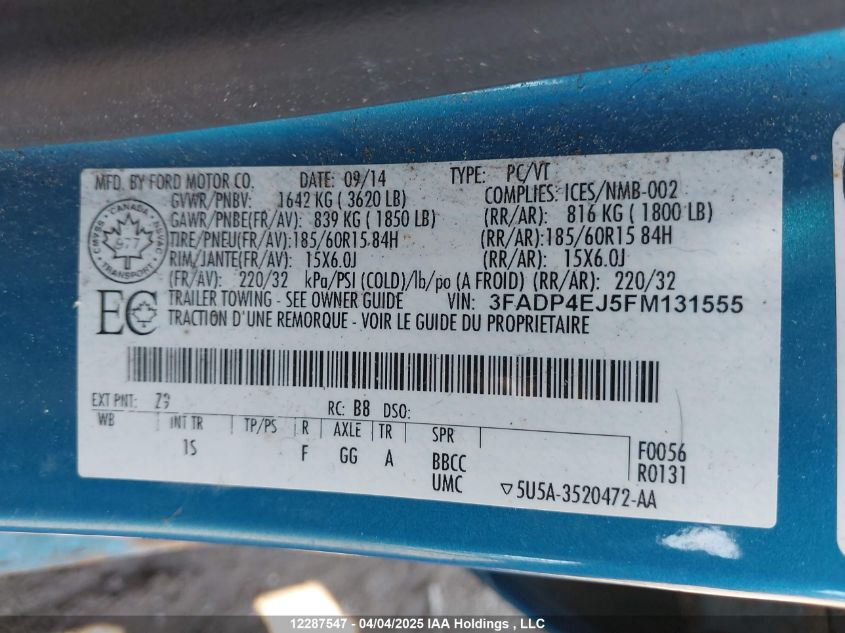 MFD. BY FORD MOTOR CO. DATE: 09/14 TYPE: PC/VT
GVWR/PNBV: 1642 KG ( 3620 LB) COMPLIES: ICES/NMB-002
GAWR/PNBE(FR/AV): 839 KG ( 1850 LB) (RR/AR): 816 KG ( 1800 LB)
TIRE/PNEU(FR/AV):185/60R15 84H (RR/AR):185/60R15 84H
RIM/JANTE(FR/AV): 15X6.0J (RR/AR): 15X6.0J
(FR/AV): 220/32 kPa/PSI (COLD)/lb/po (A FROID) (RR/AR): 220/32
TRAILER TOWING - SEE OWNER GUIDE VIN: 3FADP4EJ5FM131555
TRACTION D'UNE REMORQUE - VOIR LE GUIDE DU PROPRIETAIRE
CANADA
CMVSS NSVAC
977
TRANSPORT
EC
EXT PNT: Z9 RC: B8 DSO:
WB INT TR TP/PS R AXLE TR SPR
1S F GG A BBCC
UMC
F0056
R0131
▽5U5A-3520472-AA
12287547 - 04/04/2025 IAA Holdings , LLC